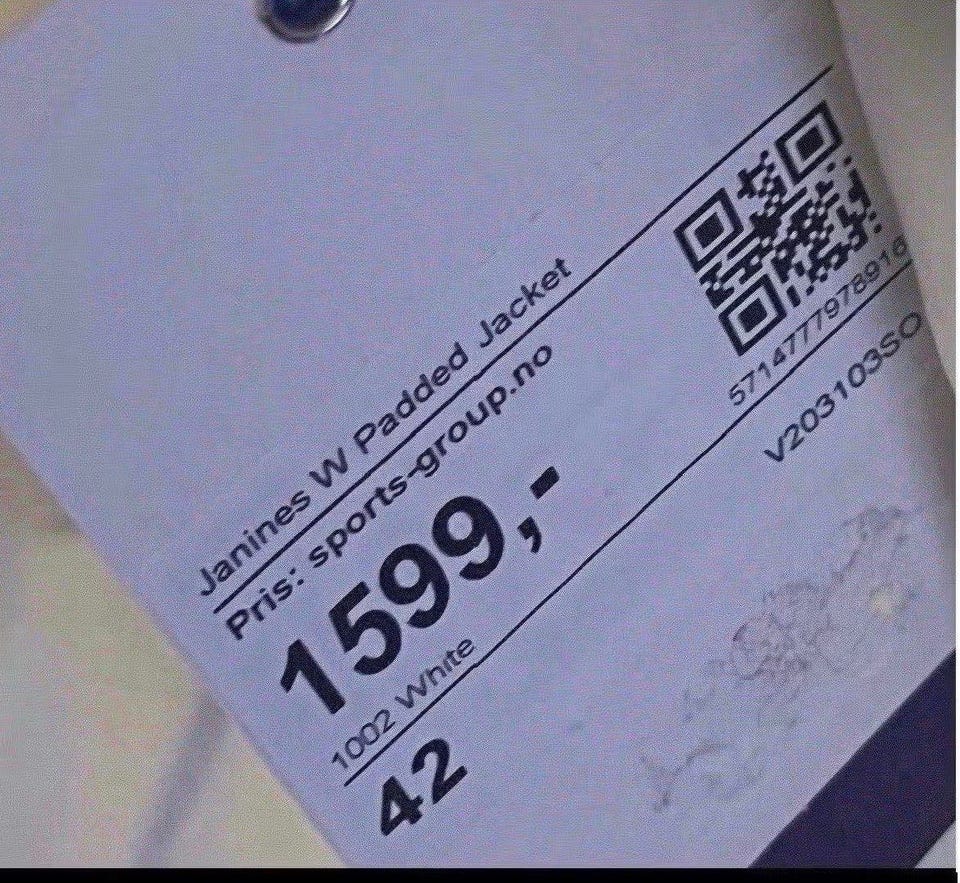 Janines W Padded Jacket
Pris: sports-group.no
1599,-
5714777978916
1002 White
V203103SO
42